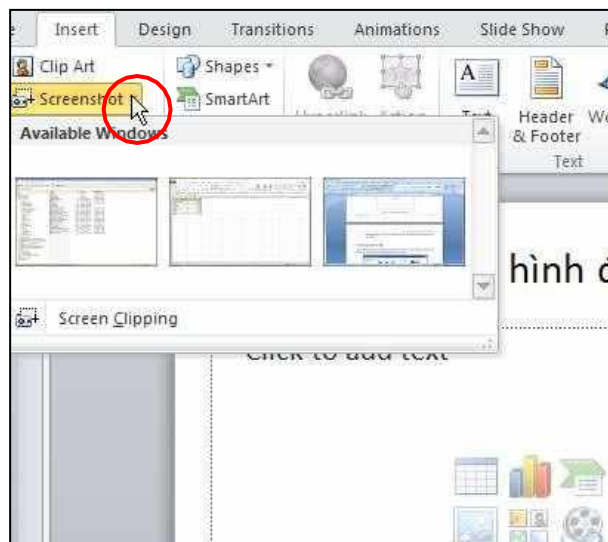 Insert Design Transitions Animations Slide Show
Clip Art Shapes
Screenshot SmartArt
Header
& Footer
Text
Available Windows
Screen Clipping
hình
Click to add text